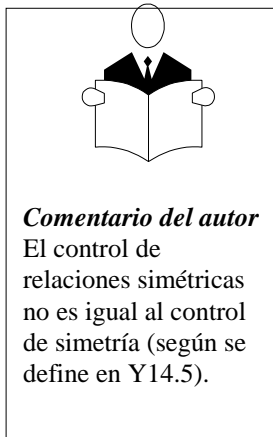 Comentario del autor
El control de
relaciones simétricas
no es igual al control
de simetría (según se
define en Y14.5).